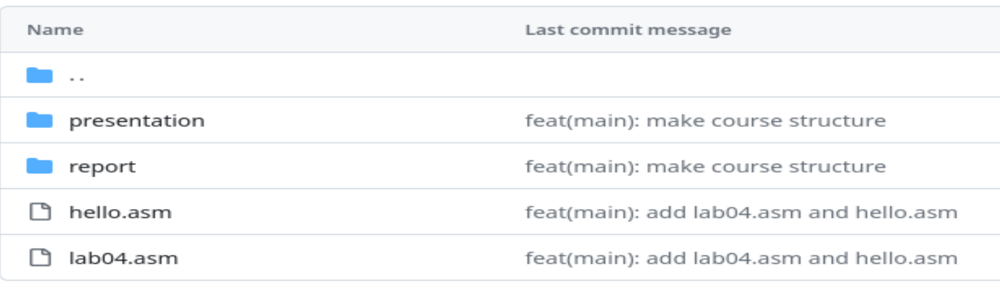 Name Last commit message
..
presentation feat(main): make course structure
report feat(main): make course structure
hello.asm feat(main): add lab04.asm and hello.asm
lab04.asm feat(main): add lab04.asm and hello.asm